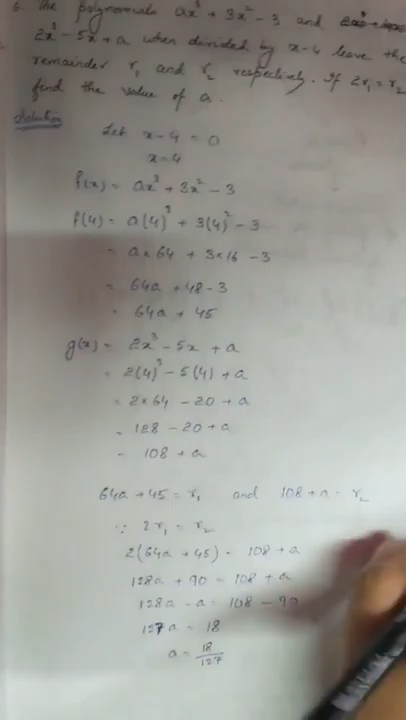 6. The polynomials ax³ + 3x² - 3 and
2x³ - 5x + a when divided by x-4 leave the
remainder r₁ and r₂ respectively. If 2r₁ = r₂
find the value of a.
Solution
Let x-4 = 0
x = 4
f(x) = ax³ + 3x² - 3
f(4) = a(4)³ + 3(4)² - 3
= a×64 + 3×16 - 3
= 64a + 48 - 3
= 64a + 45
g(x) = 2x³ - 5x + a
= 2(4)³ - 5(4) + a
= 2×64 - 20 + a
= 128 - 20 + a
= 108 + a
64a + 45 = r₁ and 108 + a = r₂
∵ 2r₁ = r₂
2(64a + 45) = 108 + a
128a + 90 = 108 + a
128a - a = 108 - 90
127a = 18
a = 18/127